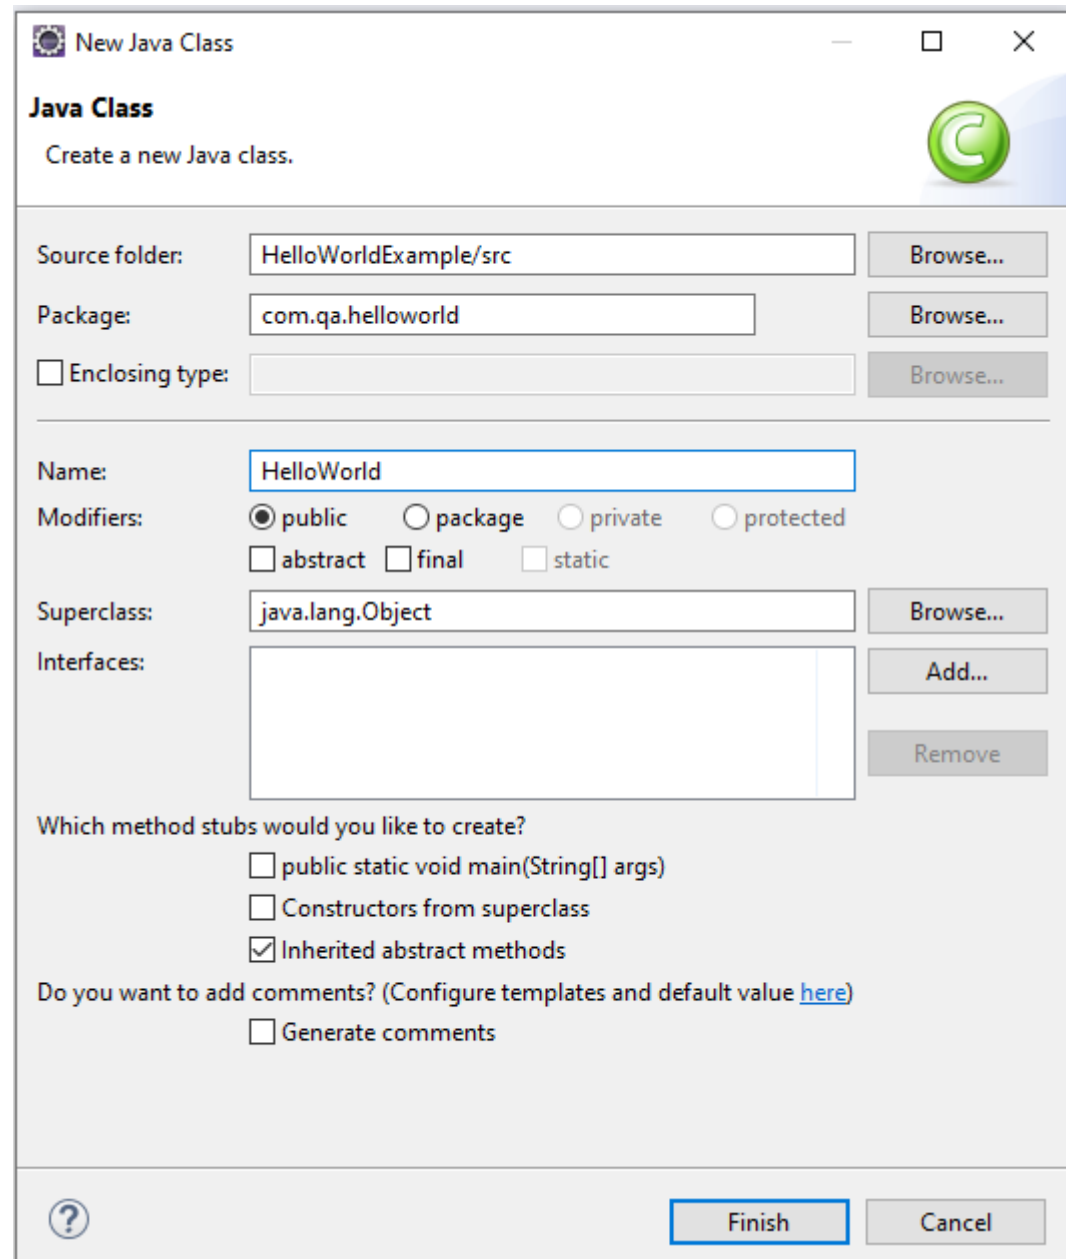 New Java Class
Java Class
Create a new Java class.
Source folder: HelloWorldExample/src Browse...
Package: com.qa.helloworld Browse...
Enclosing type: Browse...
Name: HelloWorld
Modifiers: public package private protected
abstract final static
Superclass: java.lang.Object Browse...
Interfaces: Add...
Remove
Which method stubs would you like to create?
public static void main(String[] args)
Constructors from superclass
Inherited abstract methods
Do you want to add comments? (Configure templates and default value here)
Generate comments
? Finish Cancel